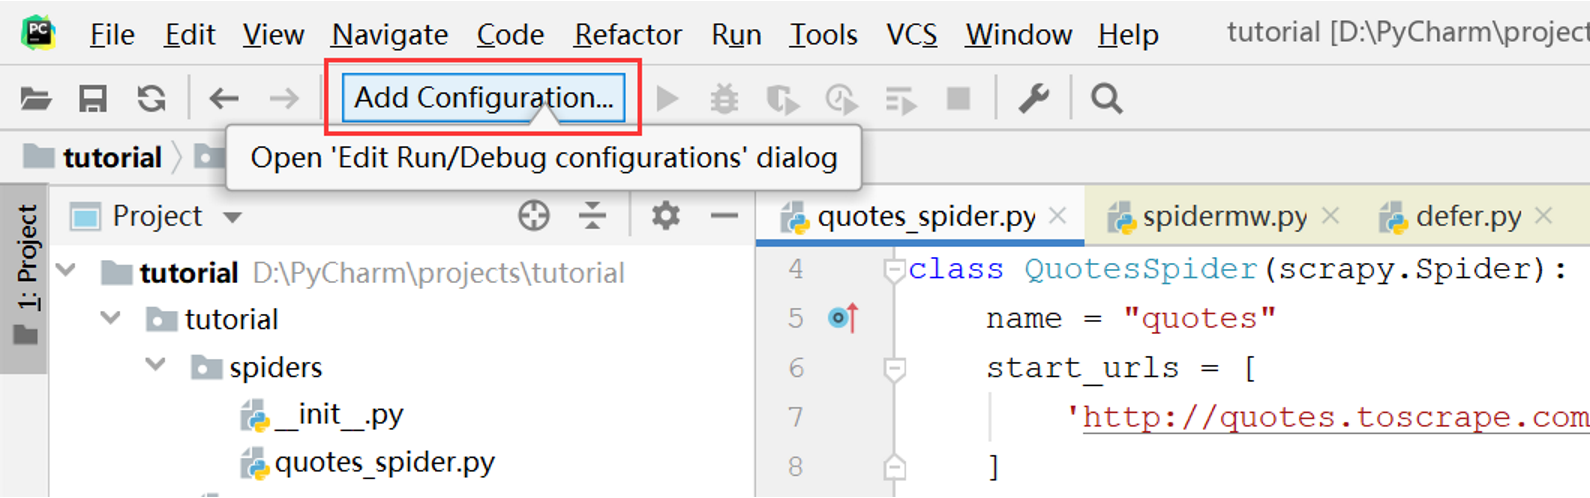 PC
File Edit View Navigate Code Refactor Run Tools VCS Window Help tutorial [D:\PyCharm\project
Add Configuration...
tutorial
Open 'Edit Run/Debug configurations' dialog
1: Project
Project
quotes_spider.py spidermw.py defer.py
tutorial D:\PyCharm\projects\tutorial
tutorial
spiders
__init__.py
quotes_spider.py
4 class QuotesSpider(scrapy.Spider):
5 name = "quotes"
6 start_urls = [
7 'http://quotes.toscrape.com
8 ]